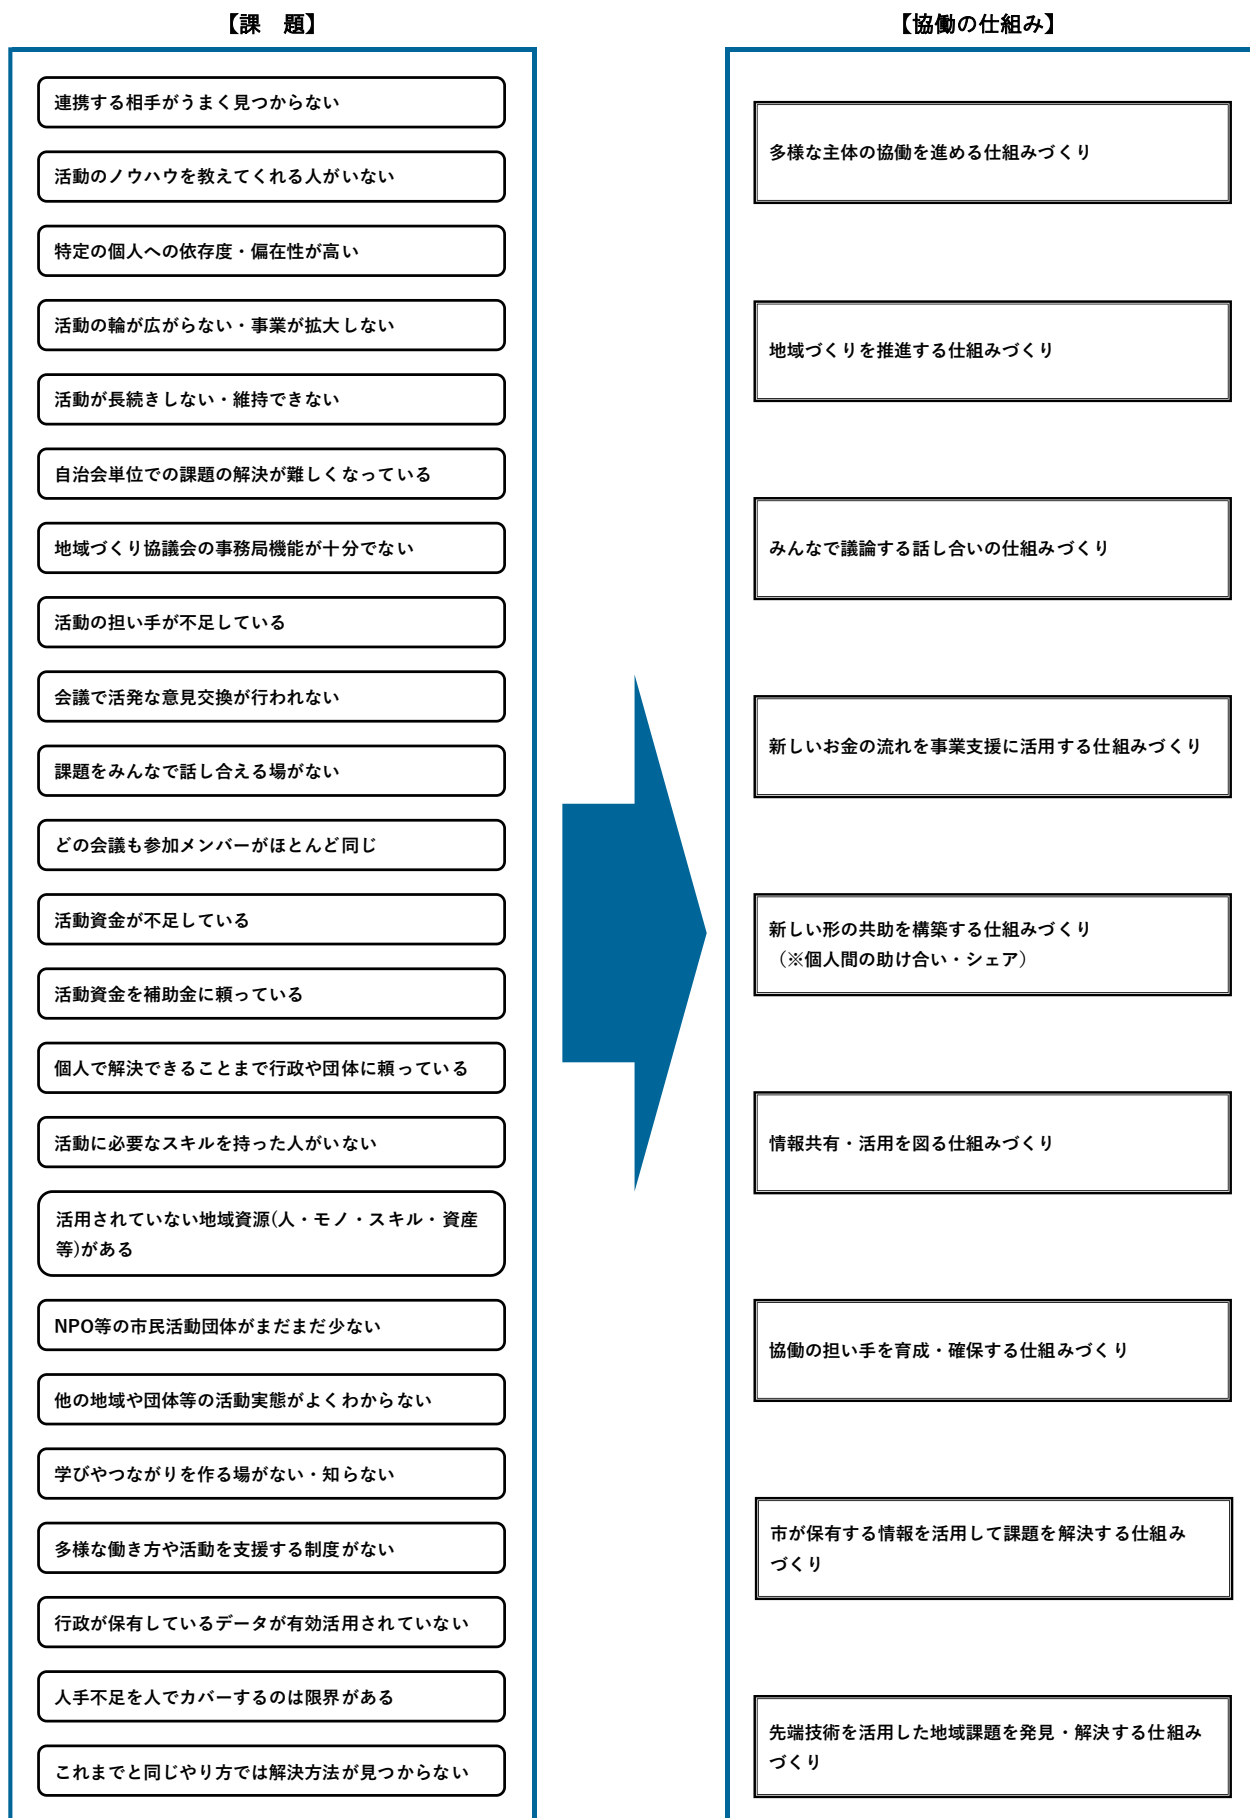 【課　題】
連携する相手がうまく見つからない
活動のノウハウを教えてくれる人がいない
特定の個人への依存度・偏在性が高い
活動の輪が広がらない・事業が拡大しない
活動が長続きしない・維持できない
自治会単位での課題の解決が難しくなっている
地域づくり協議会の事務局機能が十分でない
活動の担い手が不足している
会議で活発な意見交換が行われない
課題をみんなで話し合える場がない
どの会議も参加メンバーがほとんど同じ
活動資金が不足している
活動資金を補助金に頼っている
個人で解決できることまで行政や団体に頼っている
活動に必要なスキルを持った人がいない
活用されていない地域資源(人・モノ・スキル・資産
等)がある
NPO等の市民活動団体がまだまだ少ない
他の地域や団体等の活動実態がよくわからない
学びやつながりを作る場がない・知らない
多様な働き方や活動を支援する制度がない
行政が保有しているデータが有効活用されていない
人手不足を人でカバーするのは限界がある
これまでと同じやり方では解決方法が見つからない
【協働の仕組み】
多様な主体の協働を進める仕組みづくり
地域づくりを推進する仕組みづくり
みんなで議論する話し合いの仕組みづくり
新しいお金の流れを事業支援に活用する仕組みづくり
新しい形の共助を構築する仕組みづくり
（※個人間の助け合い・シェア）
情報共有・活用を図る仕組みづくり
協働の担い手を育成・確保する仕組みづくり
市が保有する情報を活用して課題を解決する仕組み
づくり
先端技術を活用した地域課題を発見・解決する仕組み
づくり